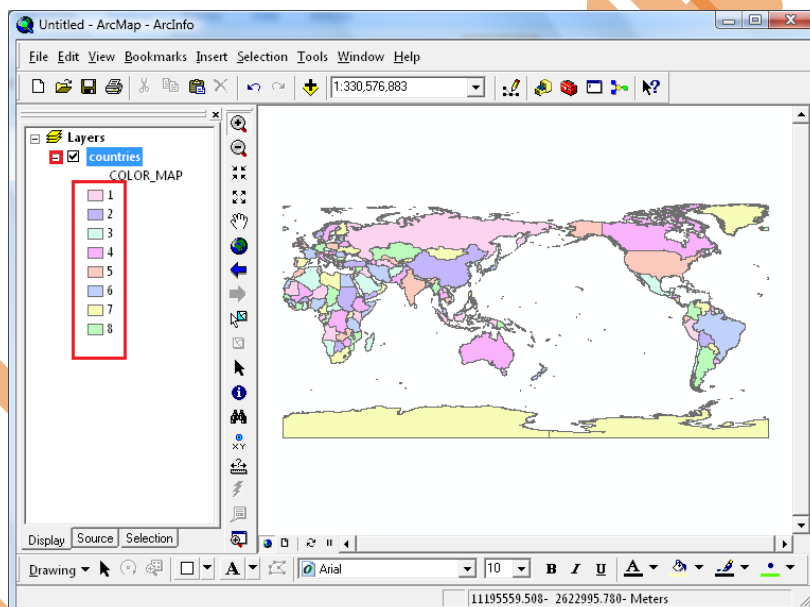 Untitled - ArcMap - ArcInfo
File Edit View Bookmarks Insert Selection Tools Window Help
1:330,576,883
Layers
countries
COLOR_MAP
1
2
3
4
5
6
7
8
XY
Display Source Selection
Drawing A Arial 10 B I U A
11195559.508- 2622995.780- Meters